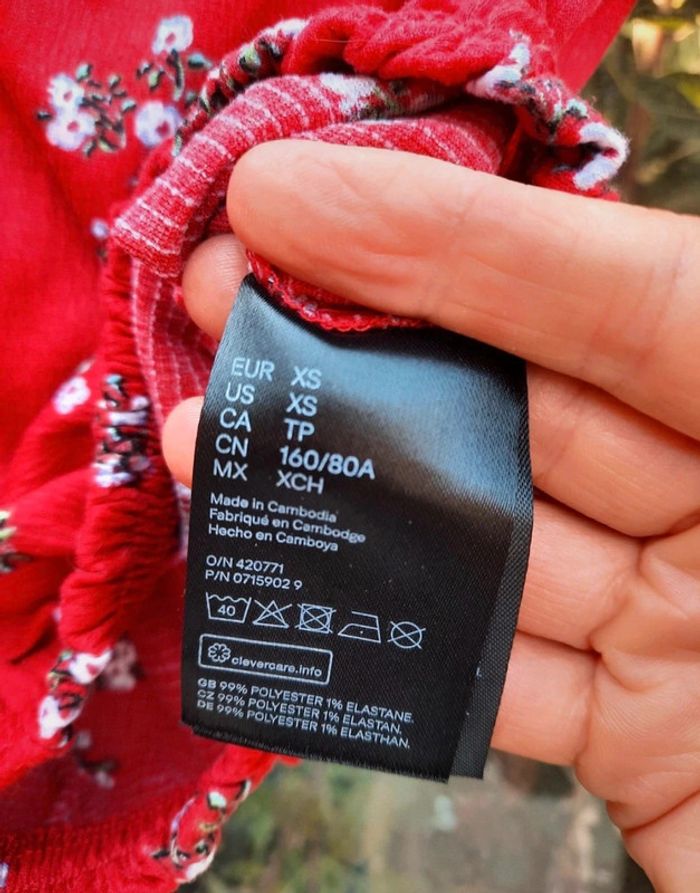 EUR XS
US XS
CA TP
CN 160/80A
MX XCH
Made in Cambodia
Fabriqué en Cambodge
Hecho en Camboya
O/N 420771
P/N 0715902 9
40
clevercare.info
GB 99% POLYESTER 1% ELASTANE.
CZ 99% POLYESTER 1% ELASTAN.
DE 99% POLYESTER 1% ELASTHAN.